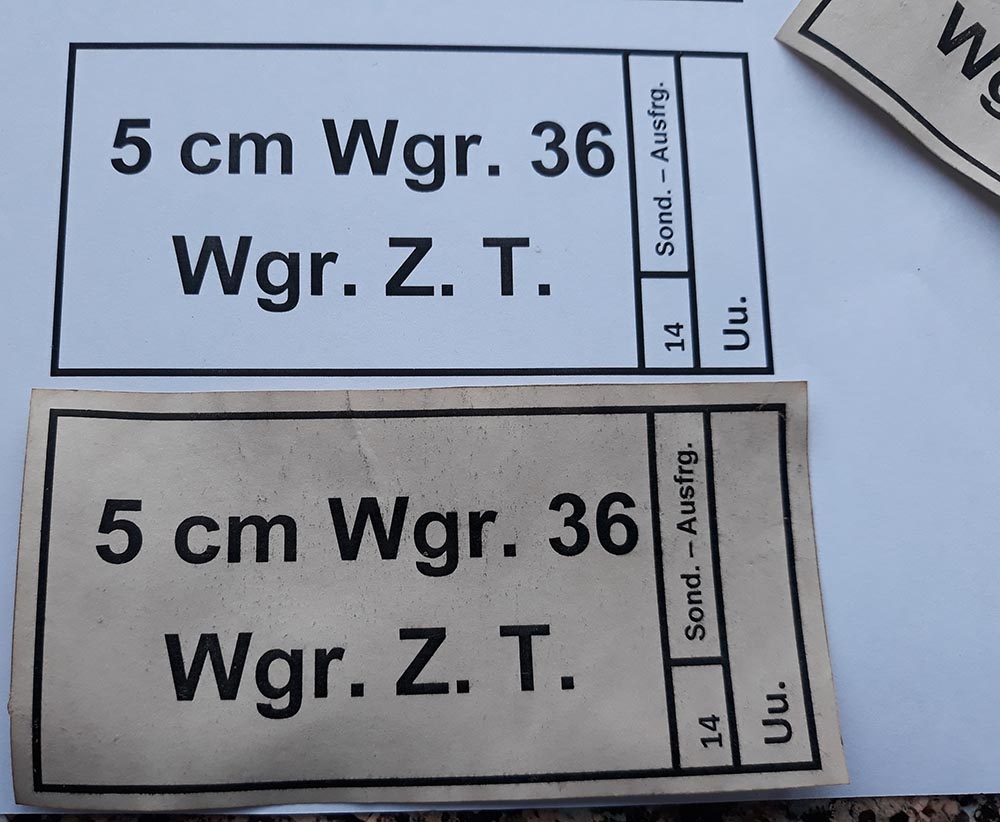 5 cm Wgr. 36
Wgr. Z. T.
Sond. – Ausfrg.
14
Uu.
5 cm Wgr. 36
Wgr. Z. T.
Sond. – Ausfrg.
14
Uu.